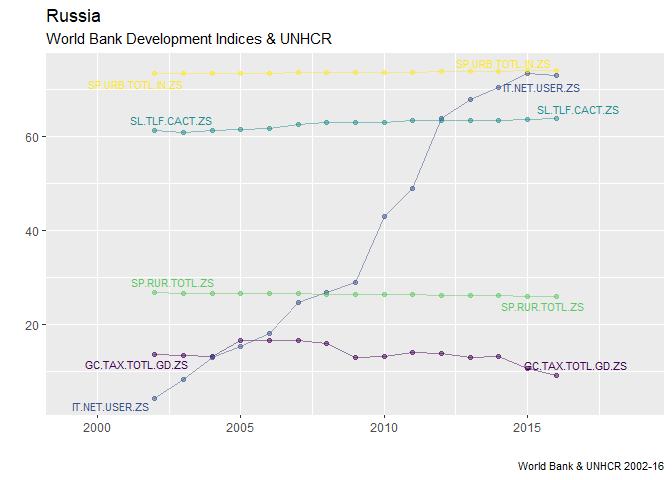 Russia
World Bank Development Indices & UNHCR
SP.URB.TOTL.IN.ZS
SP.URB.TOTL.IN.ZS
IT.NET.USER.ZS
SL.TLF.CACT.ZS
SL.TLF.CACT.ZS
60
40
SP.RUR.TOTL.ZS
SP.RUR.TOTL.ZS
20
GC.TAX.TOTL.GD.ZS
GC.TAX.TOTL.GD.ZS
IT.NET.USER.ZS
2000 2005 2010 2015
World Bank & UNHCR 2002-16